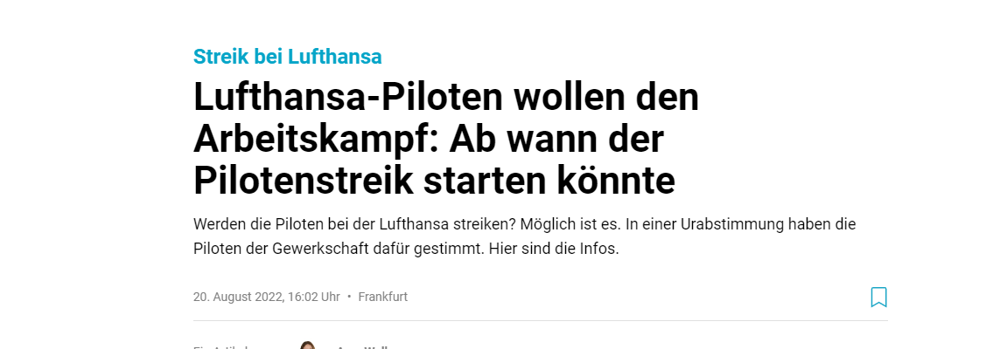 Streik bei Lufthansa
Lufthansa-Piloten wollen den
Arbeitskampf: Ab wann der
Pilotenstreik starten könnte
Werden die Piloten bei der Lufthansa streiken? Möglich ist es. In einer Urabstimmung haben die
Piloten der Gewerkschaft dafür gestimmt. Hier sind die Infos.
20. August 2022, 16:02 Uhr • Frankfurt